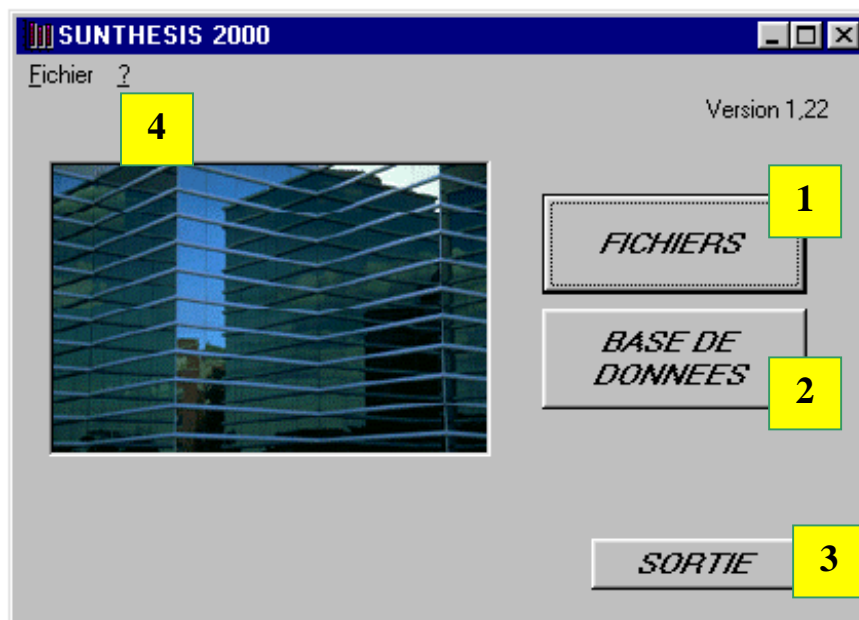 SUNTHESIS 2000
Fichier ?
4
Version 1,22
1
FICHIERS
BASE DE
DONNEES
2
SORTIE
3